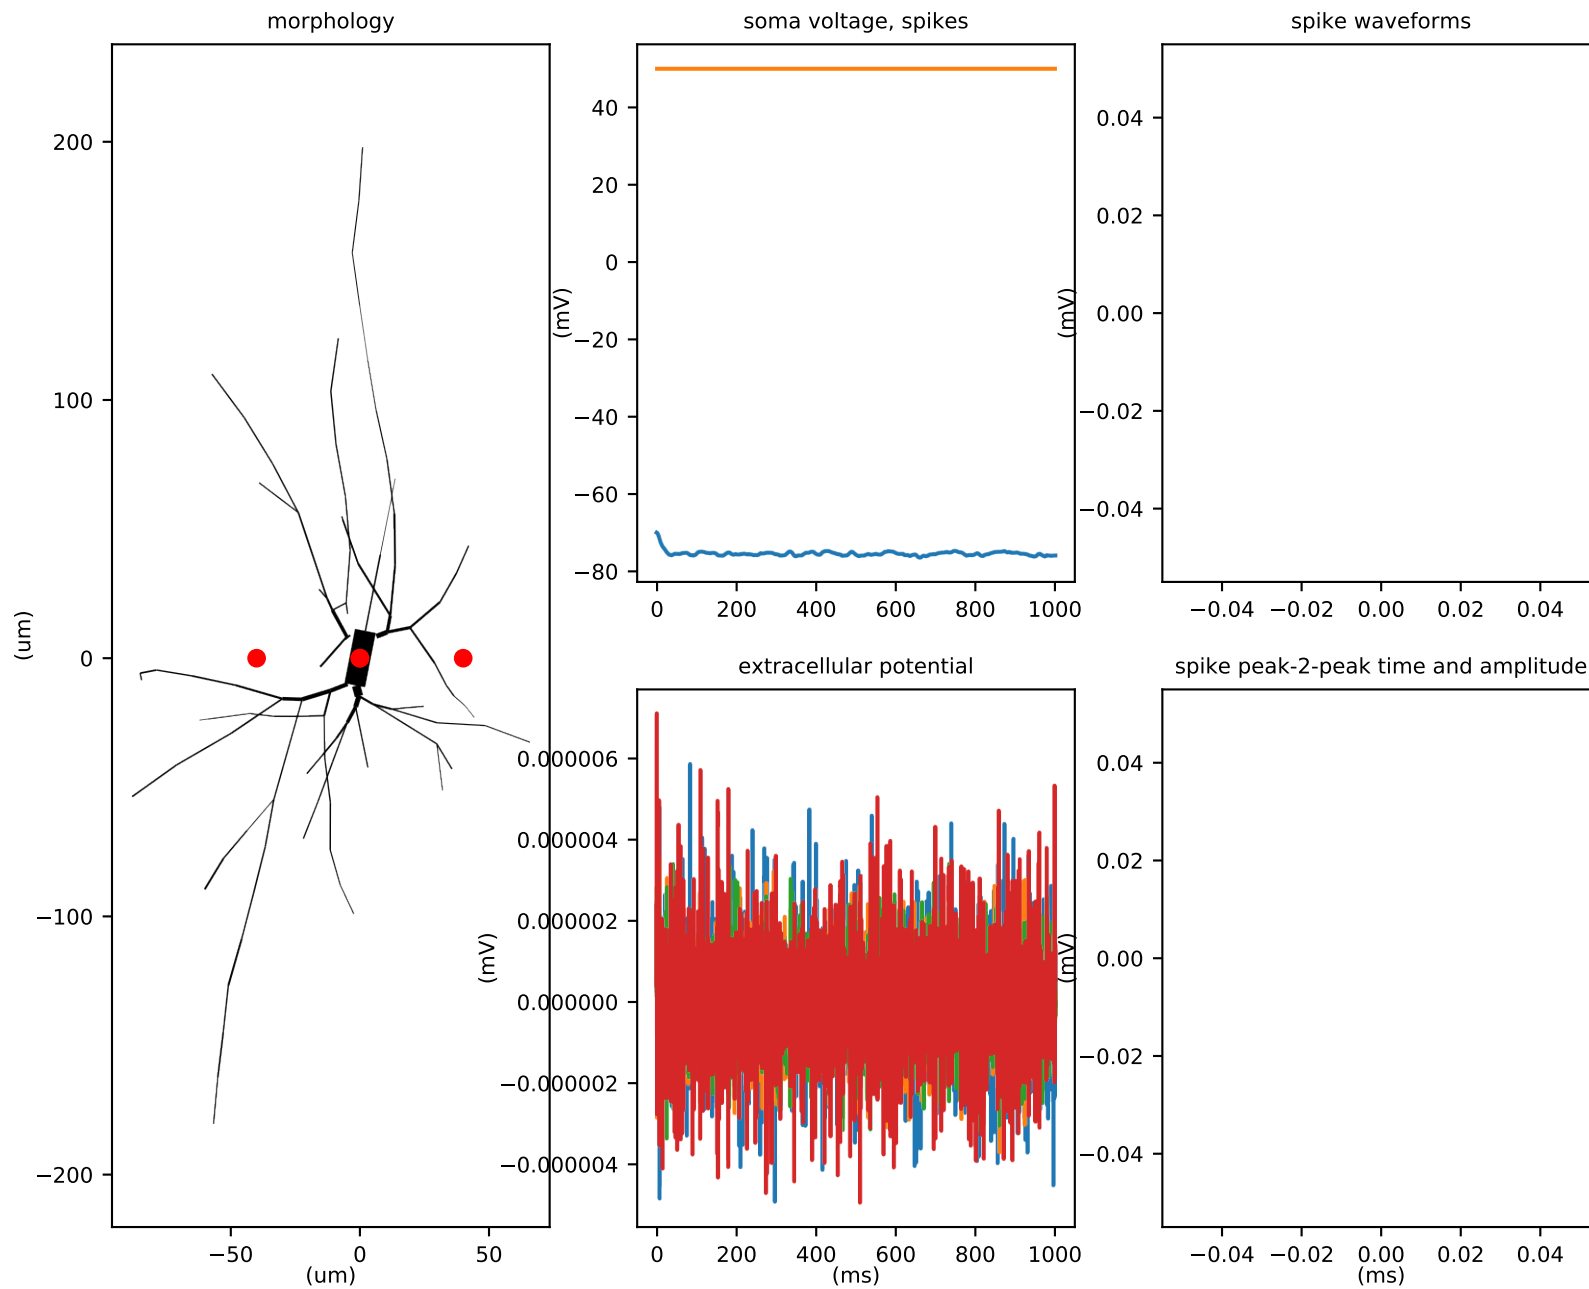 morphology
200
100
0
−100
−200
(um)
−50 0 50
(um)
soma voltage, spikes
40
20
0
−20
−40
−60
−80
(mV)
0 200 400 600 800 1000
spike waveforms
0.04
0.02
0.00
−0.02
−0.04
(mV)
−0.04 −0.02 0.00 0.02 0.04
extracellular potential
0.000006
0.000004
0.000002
0.000000
−0.000002
−0.000004
(mV)
0 200 400 600 800 1000
(ms)
spike peak-2-peak time and amplitude
0.04
0.02
0.00
−0.02
−0.04
(mV)
−0.04 −0.02 0.00 0.02 0.04
(ms)